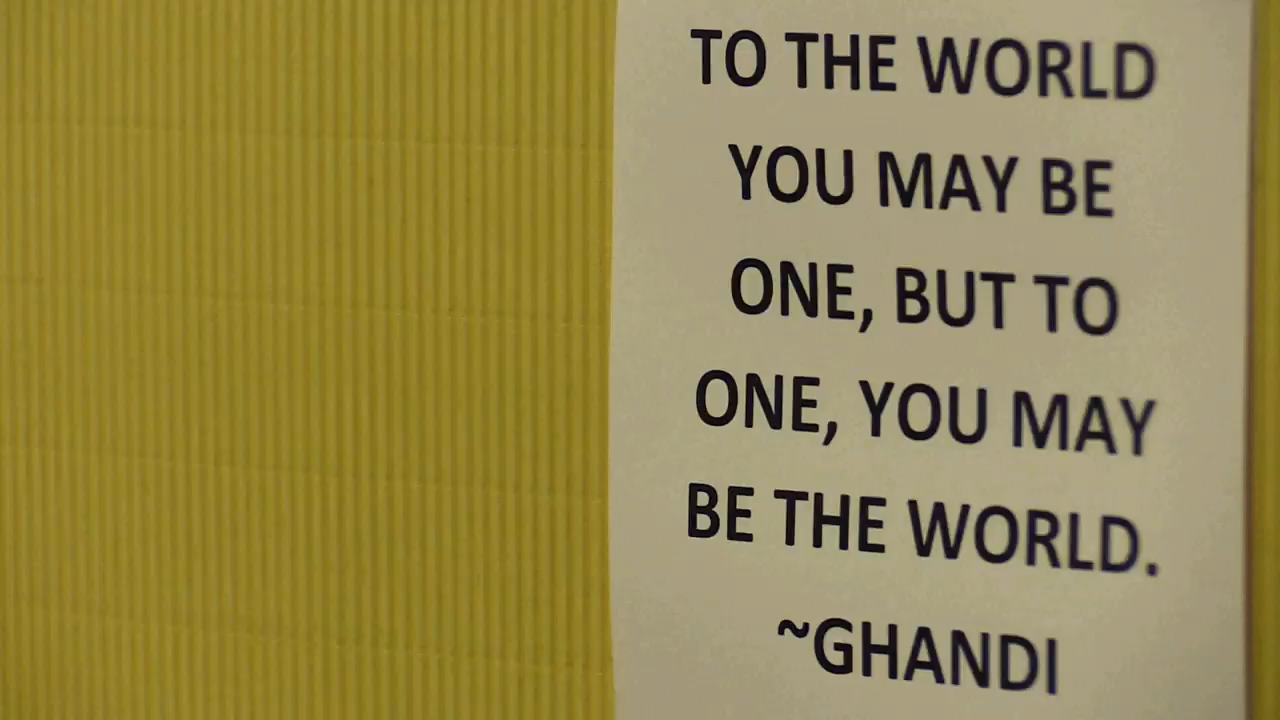 TO THE WORLD
YOU MAY BE
ONE, BUT TO
ONE, YOU MAY
BE THE WORLD.
~GHANDI